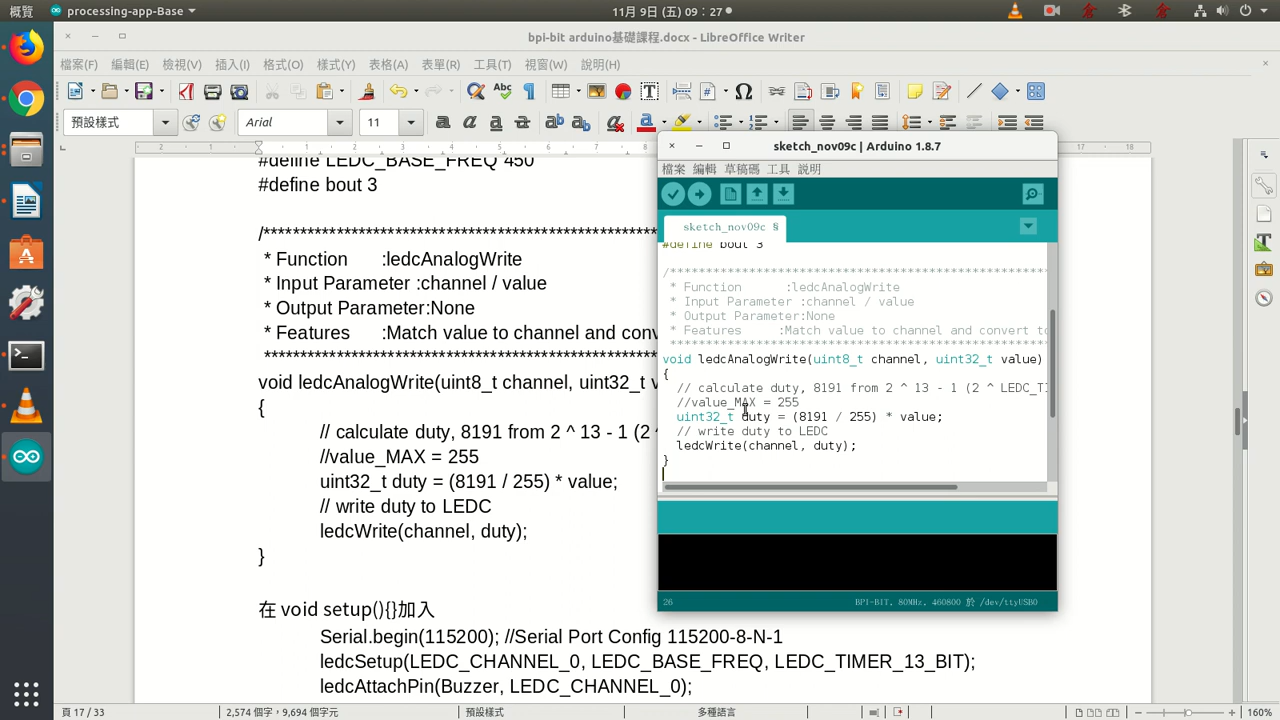 概覽
processing-app-Base
11月 9日 (五) 09：27
bpi-bit arduino基礎課程.docx - LibreOffice Writer
檔案(F) 編輯(E) 檢視(V) 插入(I) 格式(O) 樣式(Y) 表格(A) 表單(R) 工具(T) 視窗(W) 說明(H)
預設樣式
Arial
11
#define LEDC_BASE_FREQ 450
#define bout 3
* Function :ledcAnalogWrite
* Input Parameter :channel / value
* Output Parameter:None
* Features :Match value to channel and conv
void ledcAnalogWrite(uint8_t channel, uint32_t v
{
// calculate duty, 8191 from 2 ^ 13 - 1 (2 ^
//value_MAX = 255
uint32_t duty = (8191 / 255) * value;
// write duty to LEDC
ledcWrite(channel, duty);
}
在 void setup(){}加入
Serial.begin(115200); //Serial Port Config 115200-8-N-1
ledcSetup(LEDC_CHANNEL_0, LEDC_BASE_FREQ, LEDC_TIMER_13_BIT);
ledcAttachPin(Buzzer, LEDC_CHANNEL_0);
sketch_nov09c | Arduino 1.8.7
檔案 編輯 草稿碼 工具 說明
sketch_nov09c §
#define bout 3
* Function :ledcAnalogWrite
* Input Parameter :channel / value
* Output Parameter:None
* Features :Match value to channel and convert to
void ledcAnalogWrite(uint8_t channel, uint32_t value)
{
// calculate duty, 8191 from 2 ^ 13 - 1 (2 ^ LEDC_TI
//value_MAX = 255
uint32_t duty = (8191 / 255) * value;
// write duty to LEDC
ledcWrite(channel, duty);
}
26
BPI-BIT, 80MHz, 460800 於 /dev/ttyUSB0
頁 17 / 33
2,574 個字，9,694 個字元
預設樣式
多種語言
160%